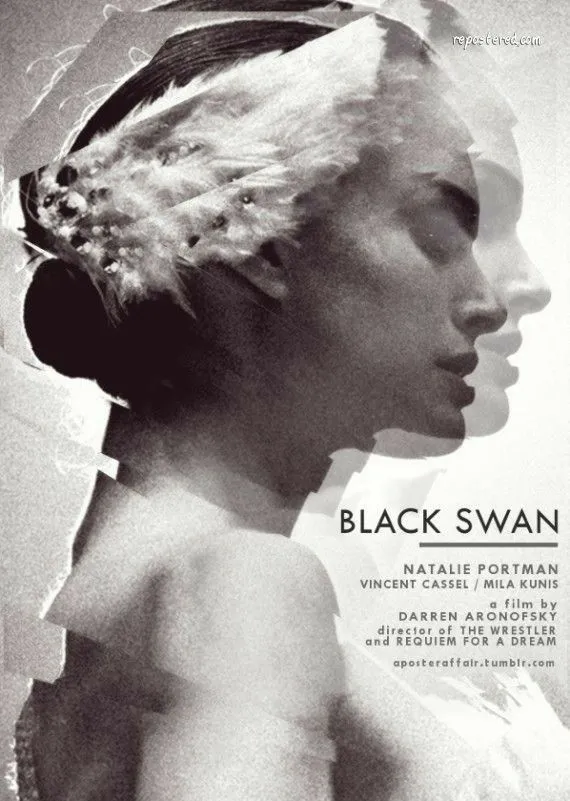 repostered.com
BLACK SWAN
NATALIE PORTMAN
VINCENT CASSEL / MILA KUNIS
a film by
DARREN ARONOFSKY
director of THE WRESTLER
and REQUIEM FOR A DREAM
aposteraffair.tumblr.com